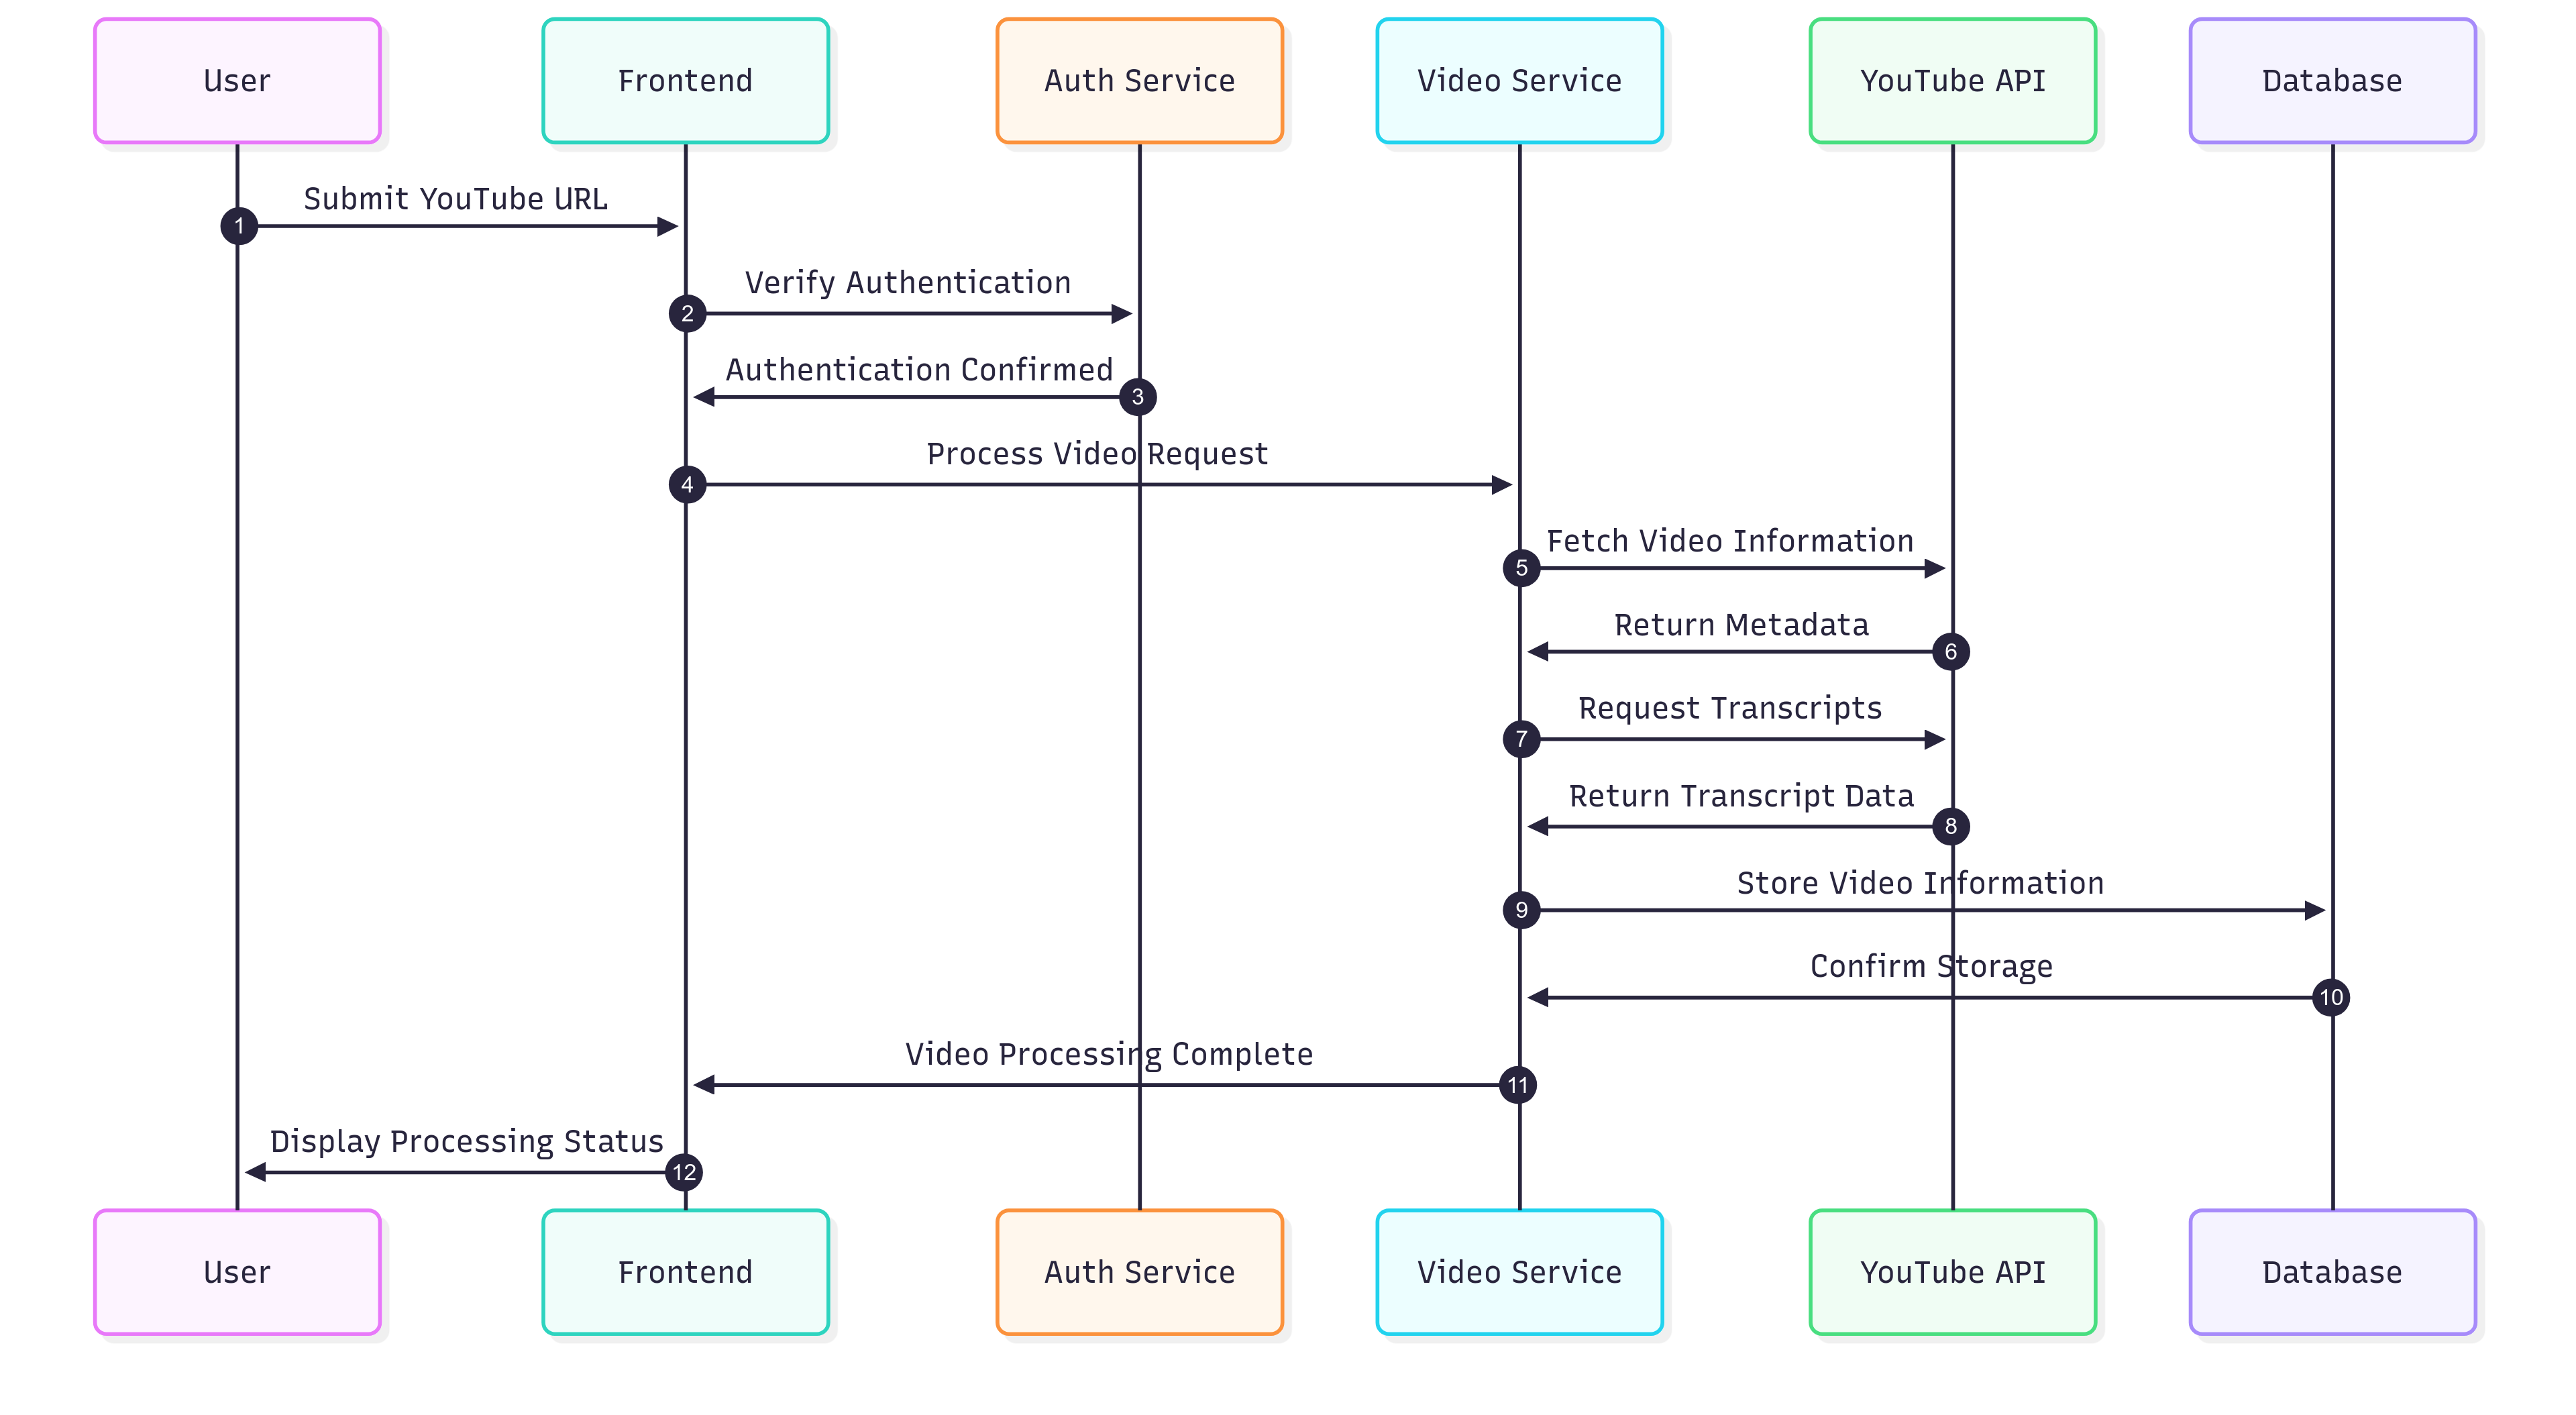 User
Frontend
Auth Service
Video Service
YouTube API
Database
Submit YouTube URL
1
Verify Authentication
2
Authentication Confirmed
3
Process Video Request
4
Fetch Video Information
5
Return Metadata
6
Request Transcripts
7
Return Transcript Data
8
Store Video Information
9
Confirm Storage
10
Video Processing Complete
11
Display Processing Status
12
User
Frontend
Auth Service
Video Service
YouTube API
Database